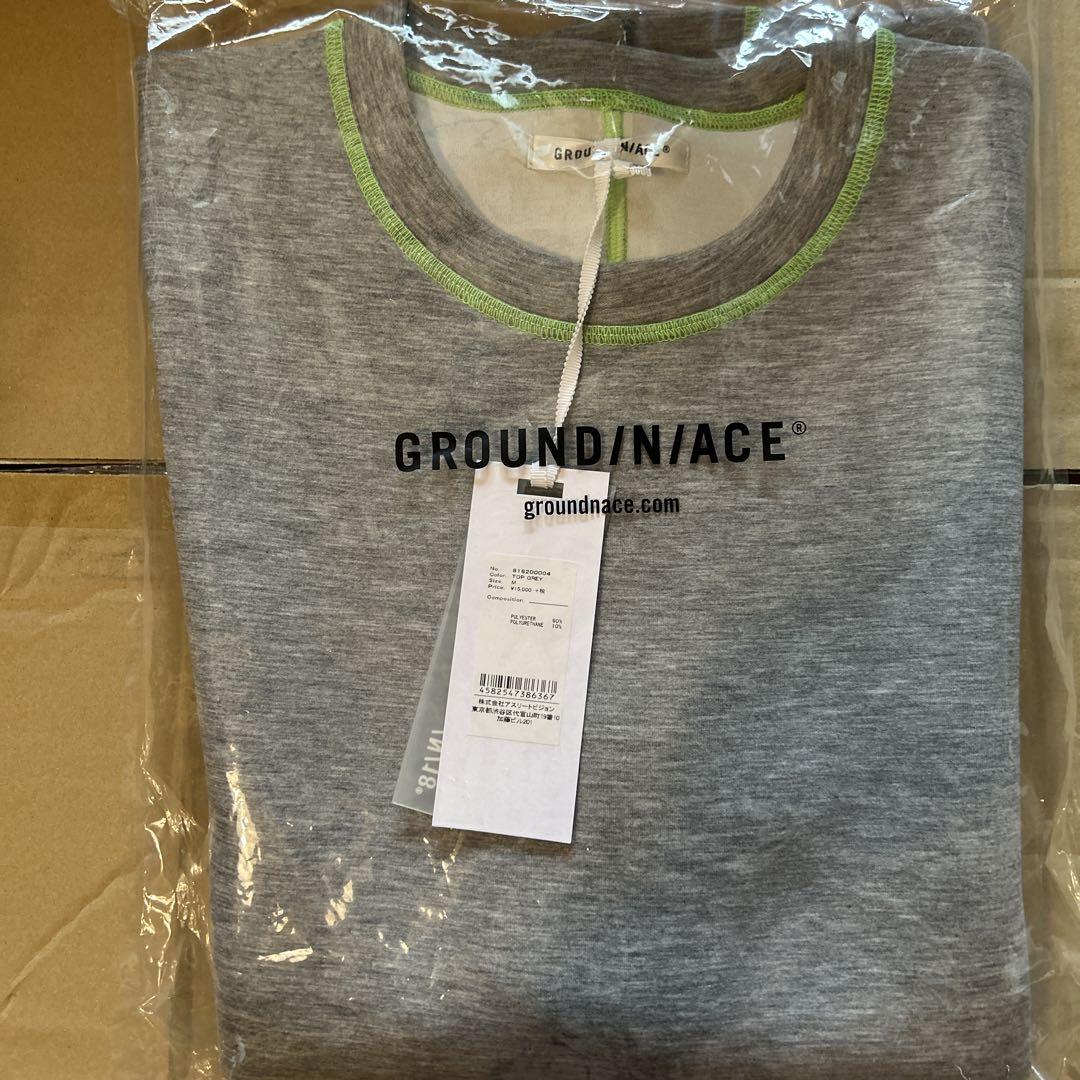 GROUND/N/ACE®
groundnace.com
No. 818200004
Color: TOP GREY
Size: M
Price: ¥15,000 +税
Composition:
POLYESTER 90%
POLYURETHANE 10%
4582547386367
株式会社アスリートビジョン
東京都渋谷区代官山町19番10
加藤ビル201
/N/18®